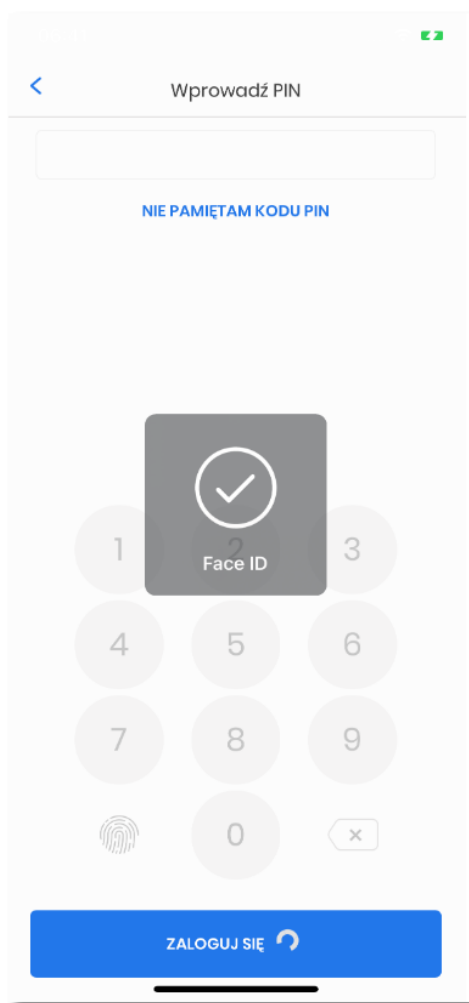 Wprowadź PIN
NIE PAMIĘTAM KODU PIN
1 2 3
Face ID
4 5 6
7 8 9
0
ZALOGUJ SIĘ